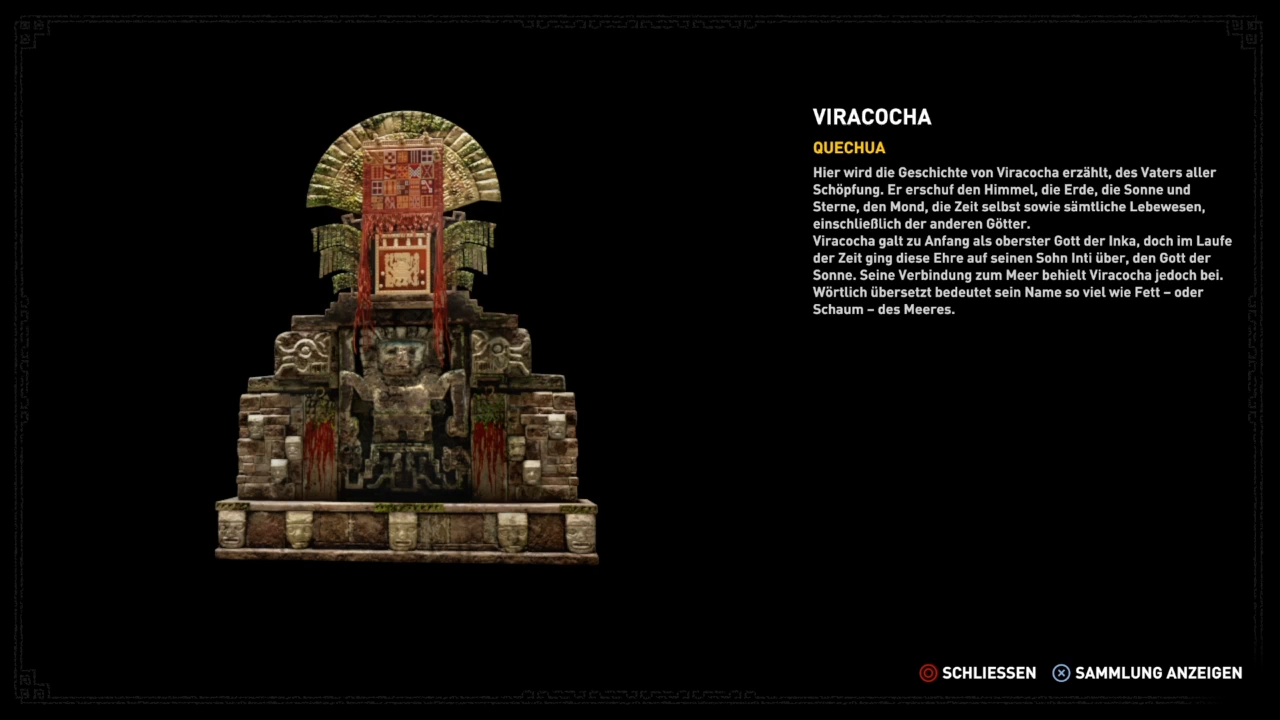 VIRACOCHA
QUECHUA
Hier wird die Geschichte von Viracocha erzählt, des Vaters aller
Schöpfung. Er erschuf den Himmel, die Erde, die Sonne und
Sterne, den Mond, die Zeit selbst sowie sämtliche Lebewesen,
einschließlich der anderen Götter.
Viracocha galt zu Anfang als oberster Gott der Inka, doch im Laufe
der Zeit ging diese Ehre auf seinen Sohn Inti über, den Gott der
Sonne. Seine Verbindung zum Meer behielt Viracocha jedoch bei.
Wörtlich übersetzt bedeutet sein Name so viel wie Fett – oder
Schaum – des Meeres.
SCHLIESSEN SAMMLUNG ANZEIGEN